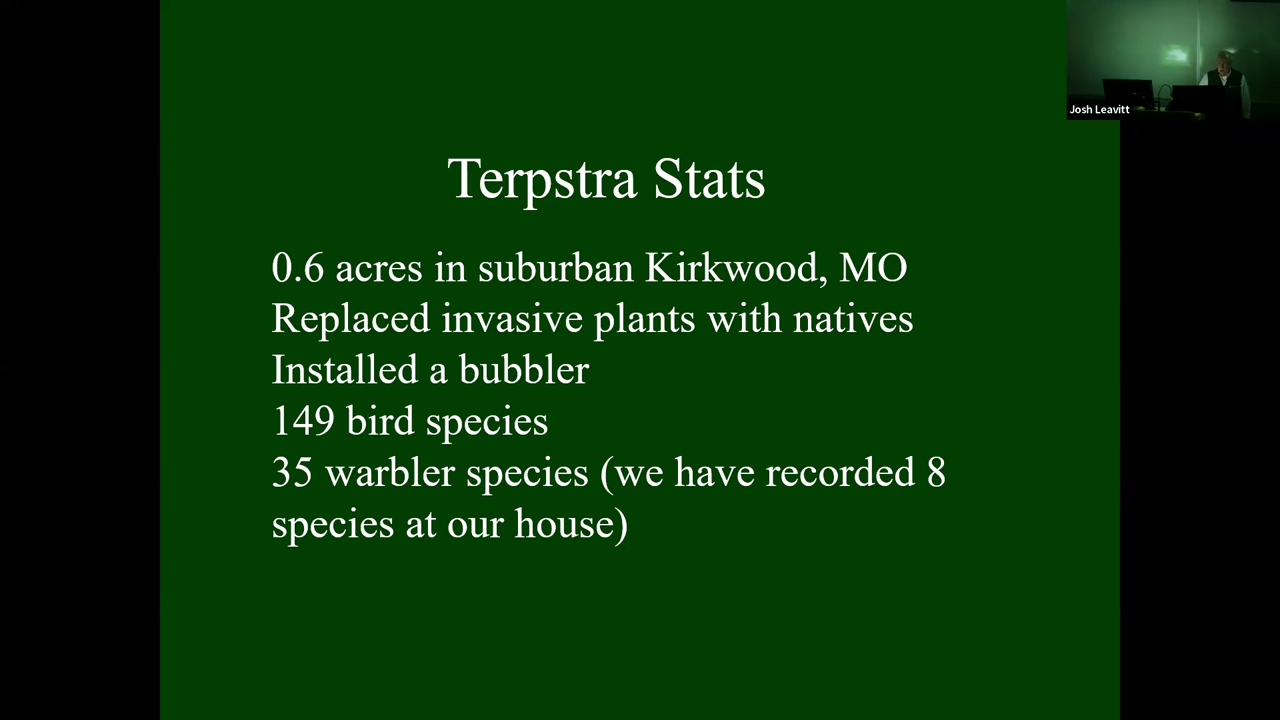 Josh Leavitt
Terpstra Stats
0.6 acres in suburban Kirkwood, MO
Replaced invasive plants with natives
Installed a bubbler
149 bird species
35 warbler species (we have recorded 8
species at our house)